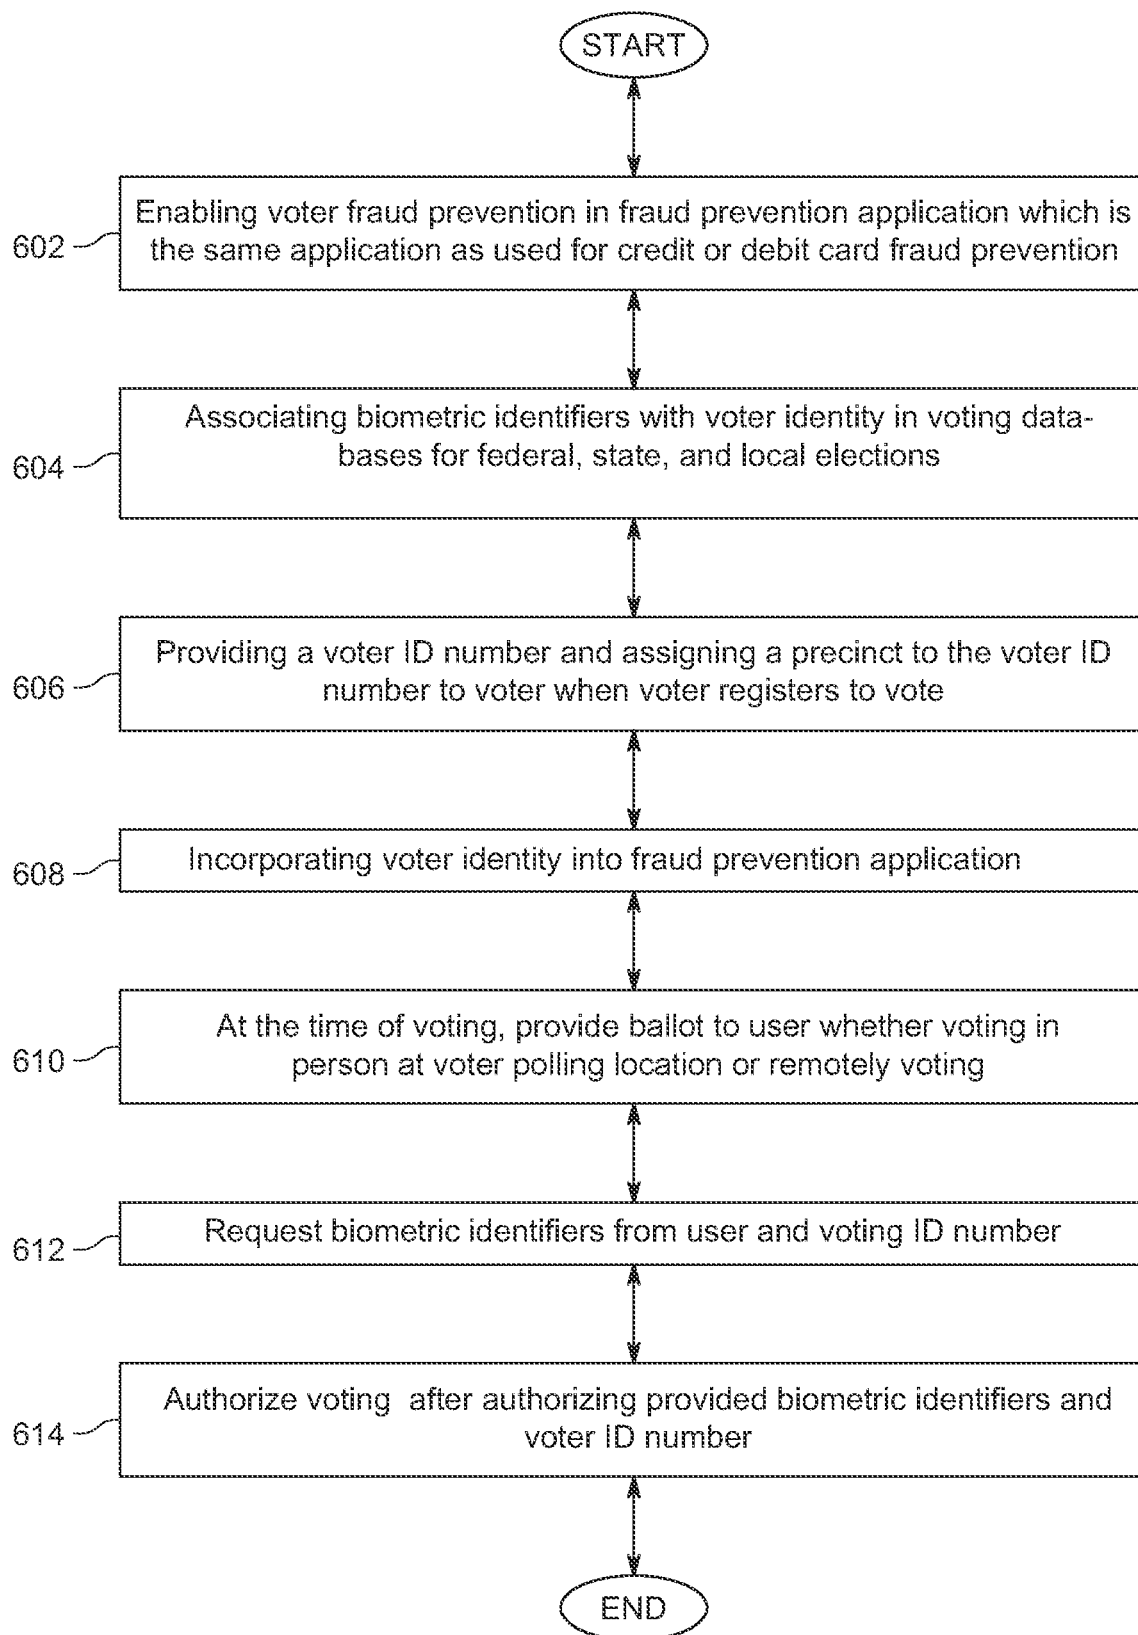 START
602
Enabling voter fraud prevention in fraud prevention application which is
the same application as used for credit or debit card fraud prevention
604
Associating biometric identifiers with voter identity in voting data-
bases for federal, state, and local elections
606
Providing a voter ID number and assigning a precinct to the voter ID
number to voter when voter registers to vote
608
Incorporating voter identity into fraud prevention application
610
At the time of voting, provide ballot to user whether voting in
person at voter polling location or remotely voting
612
Request biometric identifiers from user and voting ID number
614
Authorize voting after authorizing provided biometric identifiers and
voter ID number
END